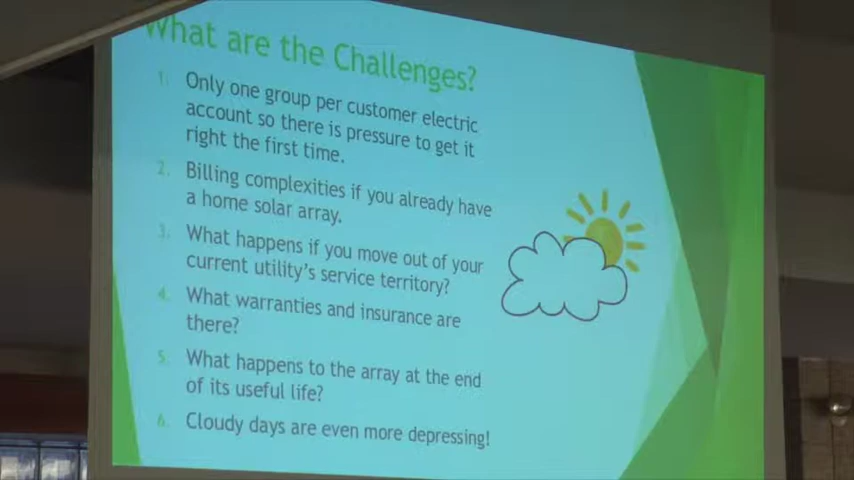 What are the Challenges?
1. Only one group per customer electric
account so there is pressure to get it
right the first time.
2. Billing complexities if you already have
a home solar array.
3. What happens if you move out of your
current utility's service territory?
4. What warranties and insurance are
there?
5. What happens to the array at the end
of its useful life?
6. Cloudy days are even more depressing!